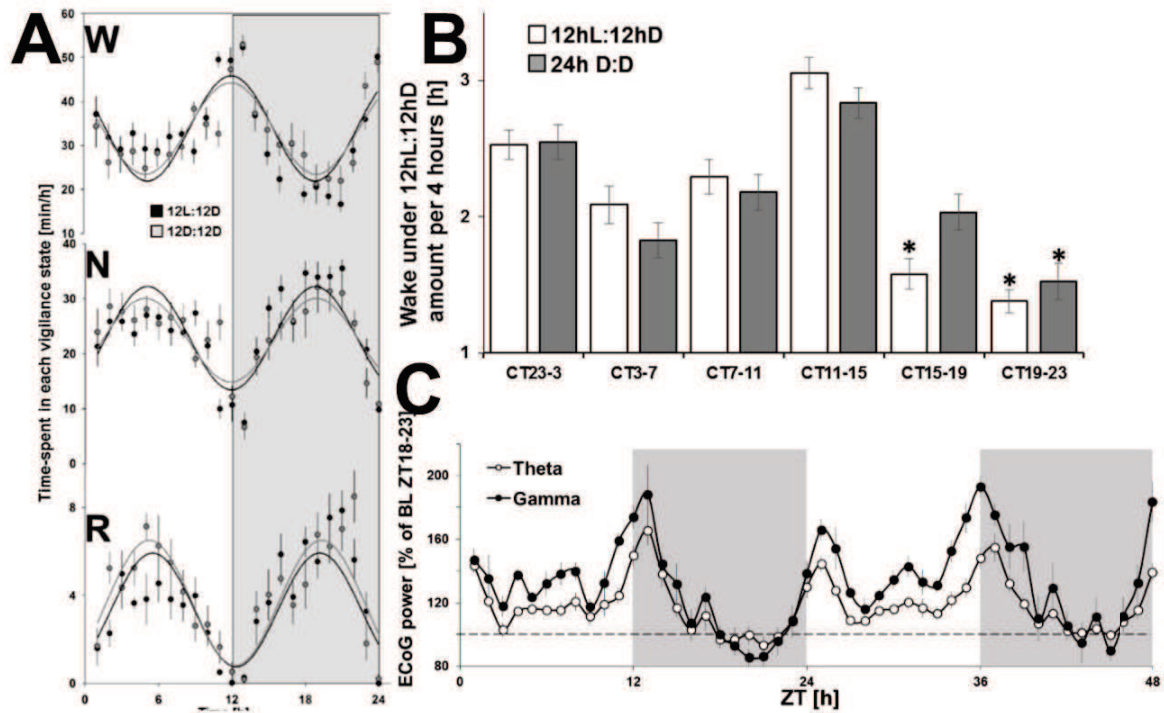 A
W
N
R
Time-spent in each vigilance state [min/h]
60
50
40
30
20
10
12L:12D
12D:12D
40
30
20
10
0
8
4
0
0
6
12
18
24
B
12hL:12hD
24h D:D
Wake under 12hL:12hD
amount per 4 hours [h]
3
2
1
*
*
*
CT23-3
CT3-7
CT7-11
CT11-15
CT15-19
CT19-23
C
ECoG power [% of BL ZT18-23]
Theta
Gamma
200
160
120
80
0
12
24
36
48
ZT [h]